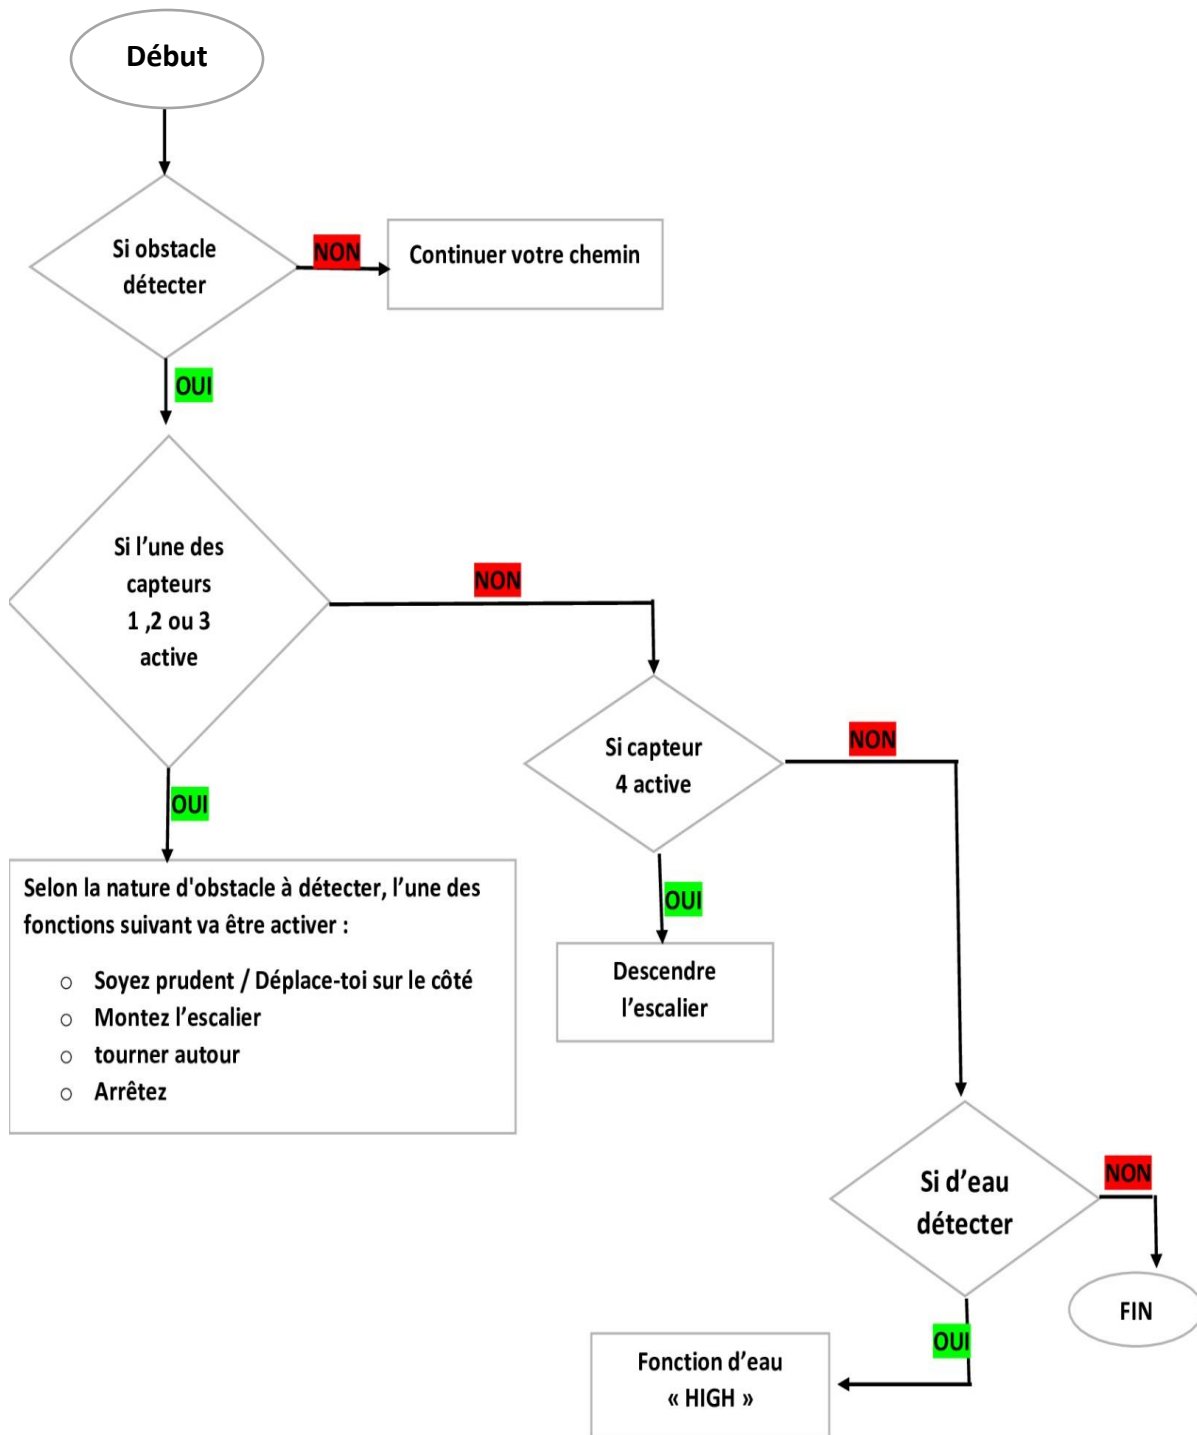 Début
Si obstacle
détecter
NON
Continuer votre chemin
OUI
Si l’une des
capteurs
1 ,2 ou 3
active
NON
Si capteur
4 active
NON
OUI
Selon la nature d'obstacle à détecter, l’une des
fonctions suivant va être activer :
o Soyez prudent / Déplace-toi sur le côté
o Montez l’escalier
o tourner autour
o Arrêtez
OUI
Descendre
l’escalier
Si d’eau
détecter
NON
FIN
OUI
Fonction d’eau
« HIGH »